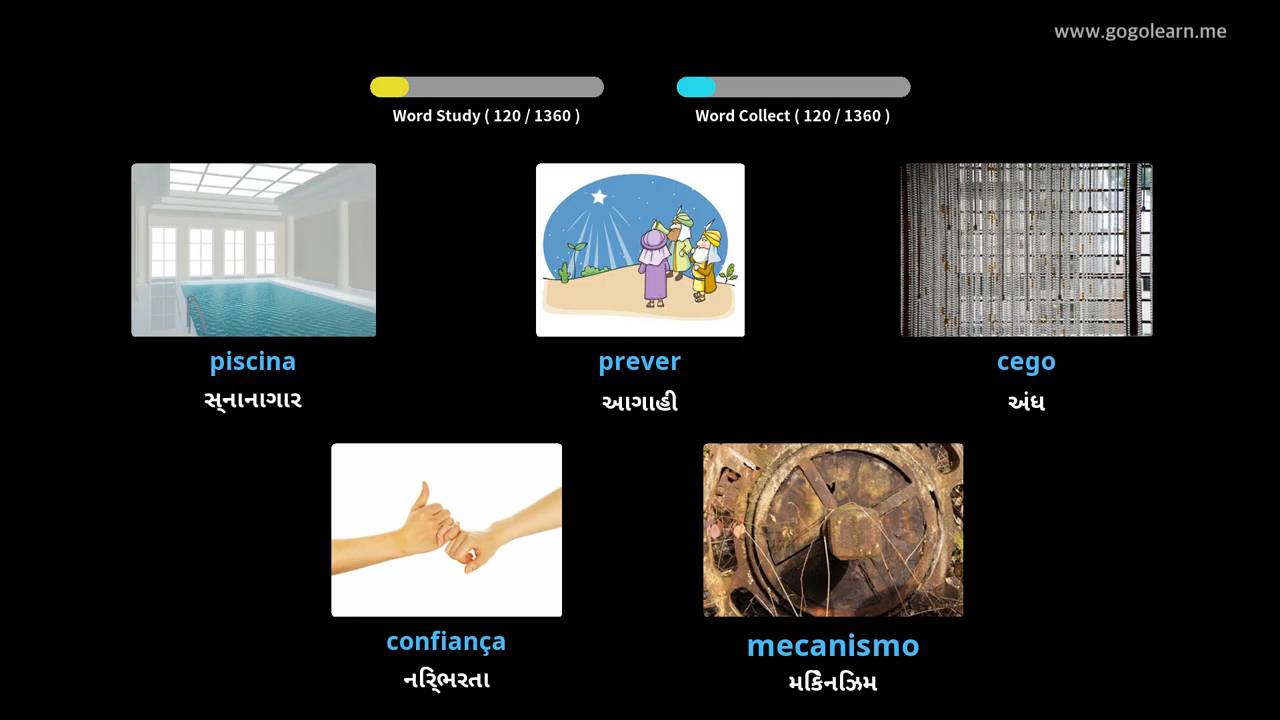 www.gogolearn.me
Word Study ( 120 / 1360 )
Word Collect ( 120 / 1360 )
piscina
સ્નાનાગાર
prever
આગાહી
cego
અંધ
confiança
નિર્ભરતા
mecanismo
મિકેનિઝમ